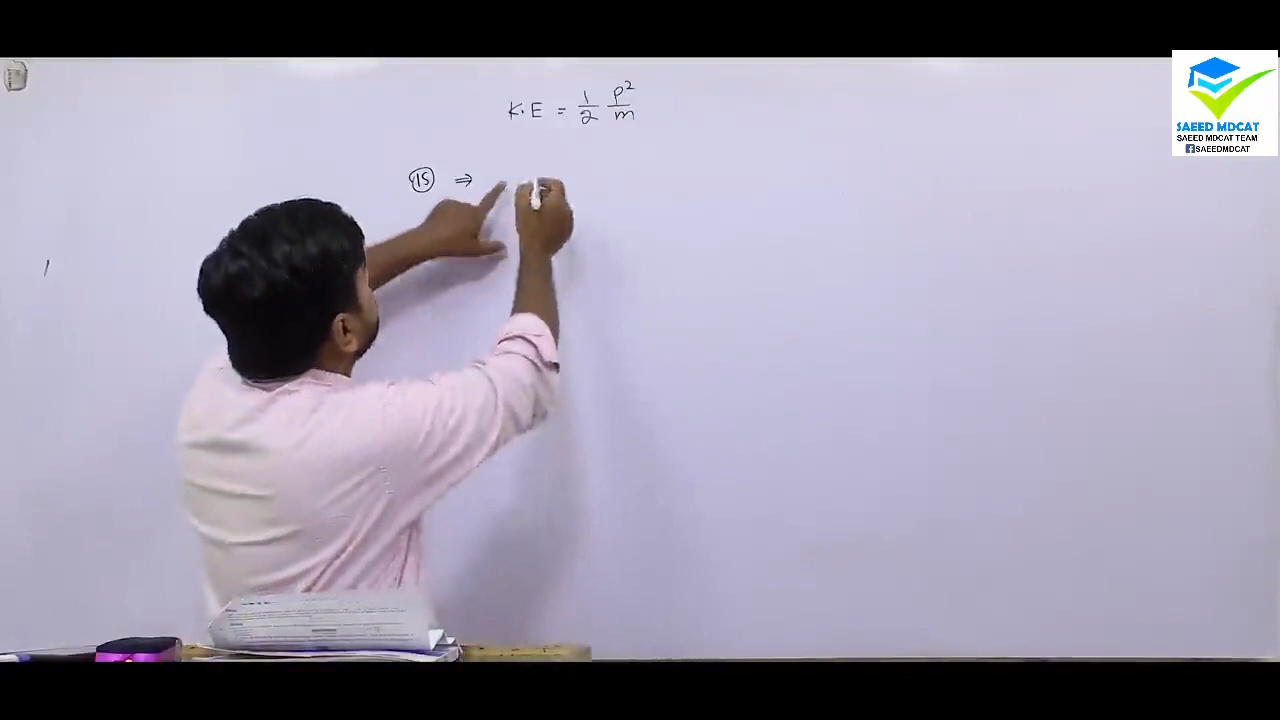 K.E = 1/2 P²/m
15 ⇒
SAEED MDCAT
SAEED MDCAT TEAM
SAEEDMDCAT